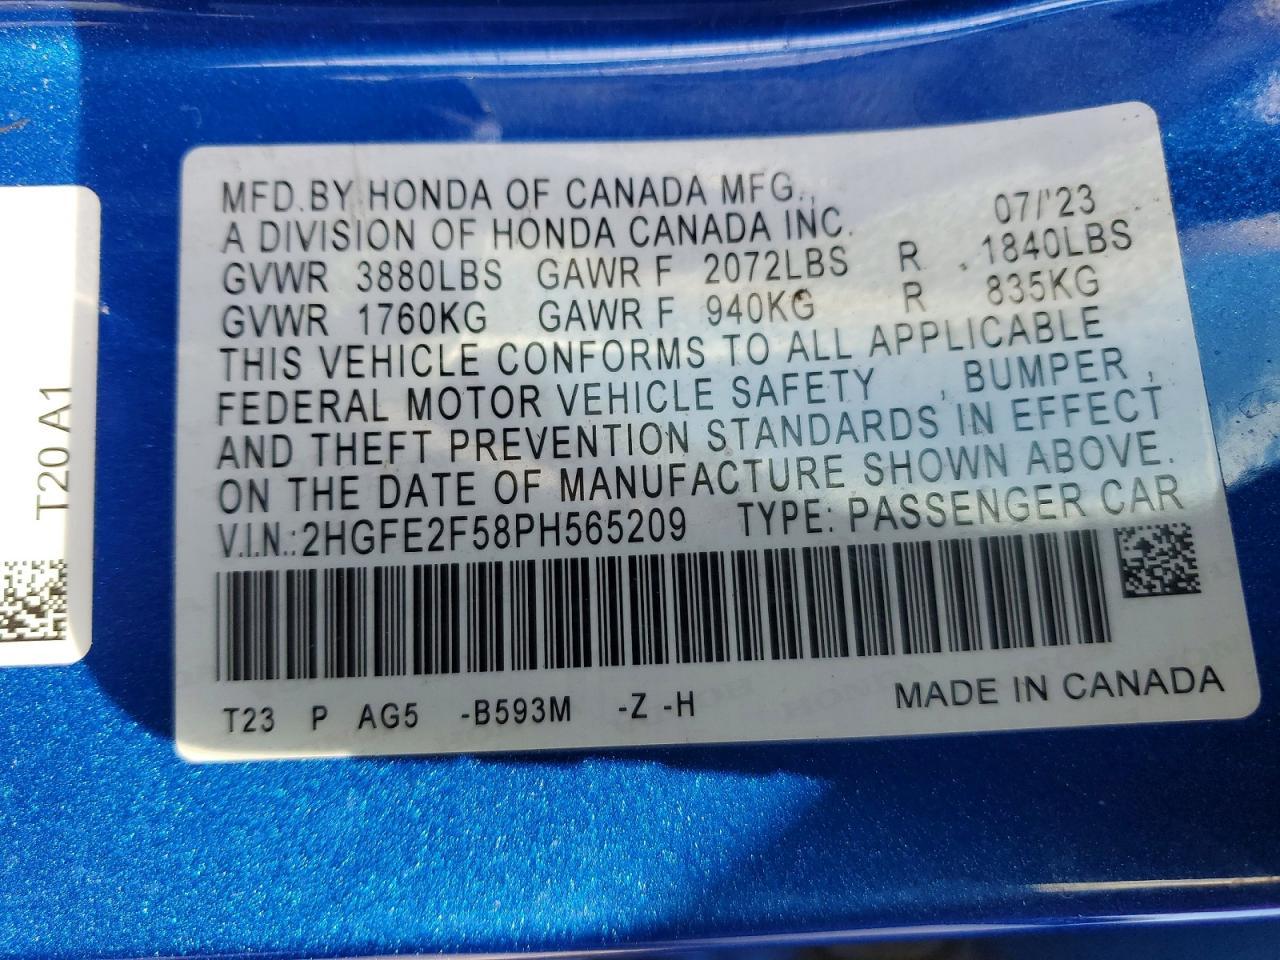 MFD.BY HONDA OF CANADA MFG., 07/'23
A DIVISION OF HONDA CANADA INC.
GVWR 3880LBS GAWR F 2072LBS R 1840LBS
GVWR 1760KG GAWR F 940KG R 835KG
THIS VEHICLE CONFORMS TO ALL APPLICABLE
FEDERAL MOTOR VEHICLE SAFETY , BUMPER ,
AND THEFT PREVENTION STANDARDS IN EFFECT
ON THE DATE OF MANUFACTURE SHOWN ABOVE.
V.I.N.:2HGFE2F58PH565209 TYPE: PASSENGER CAR
T23 P AG5 -B593M -Z -H MADE IN CANADA
T20 A1